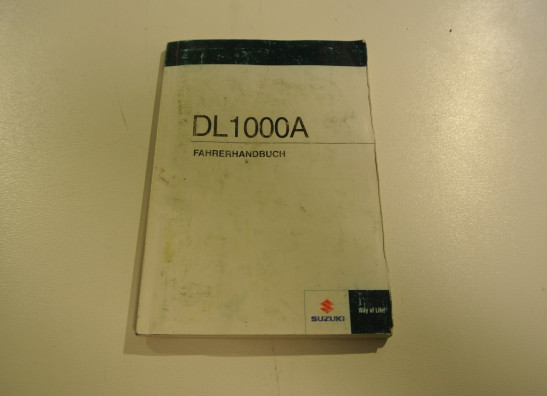 DL1000A
FAHRERHANDBUCH
SUZUKI
Way of Life!